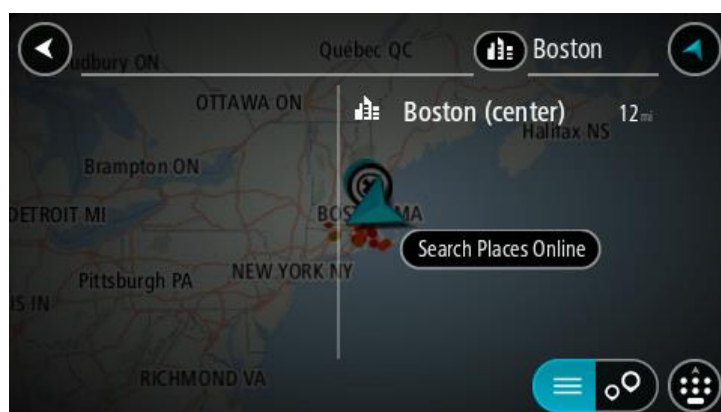 Boston
Québec QC
udbury ON
OTTAWA ON
Boston (center) 12 mi
Halifax NS
Brampton ON
DETROIT MI
MA
Search Places Online
NEW YORK NY
Pittsburgh PA
IS IN
RICHMOND VA